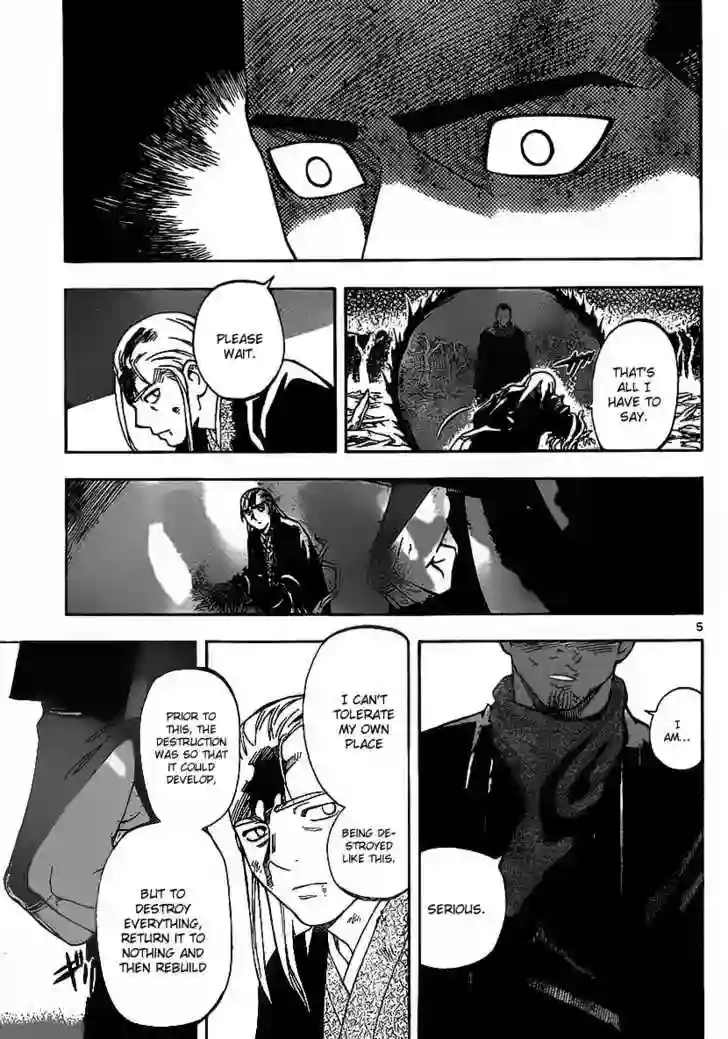 THAT'S
ALL I
HAVE TO
SAY.
PLEASE
WAIT.
5
I
AM...
SERIOUS.
I CAN'T
TOLERATE
MY OWN
PLACE
BEING DE-
STROYED
LIKE THIS.
PRIOR TO
THIS, THE
DESTRUCTION
WAS SO THAT
IT COULD
DEVELOP,
BUT TO
DESTROY
EVERYTHING,
RETURN IT TO
NOTHING AND
THEN REBUILD